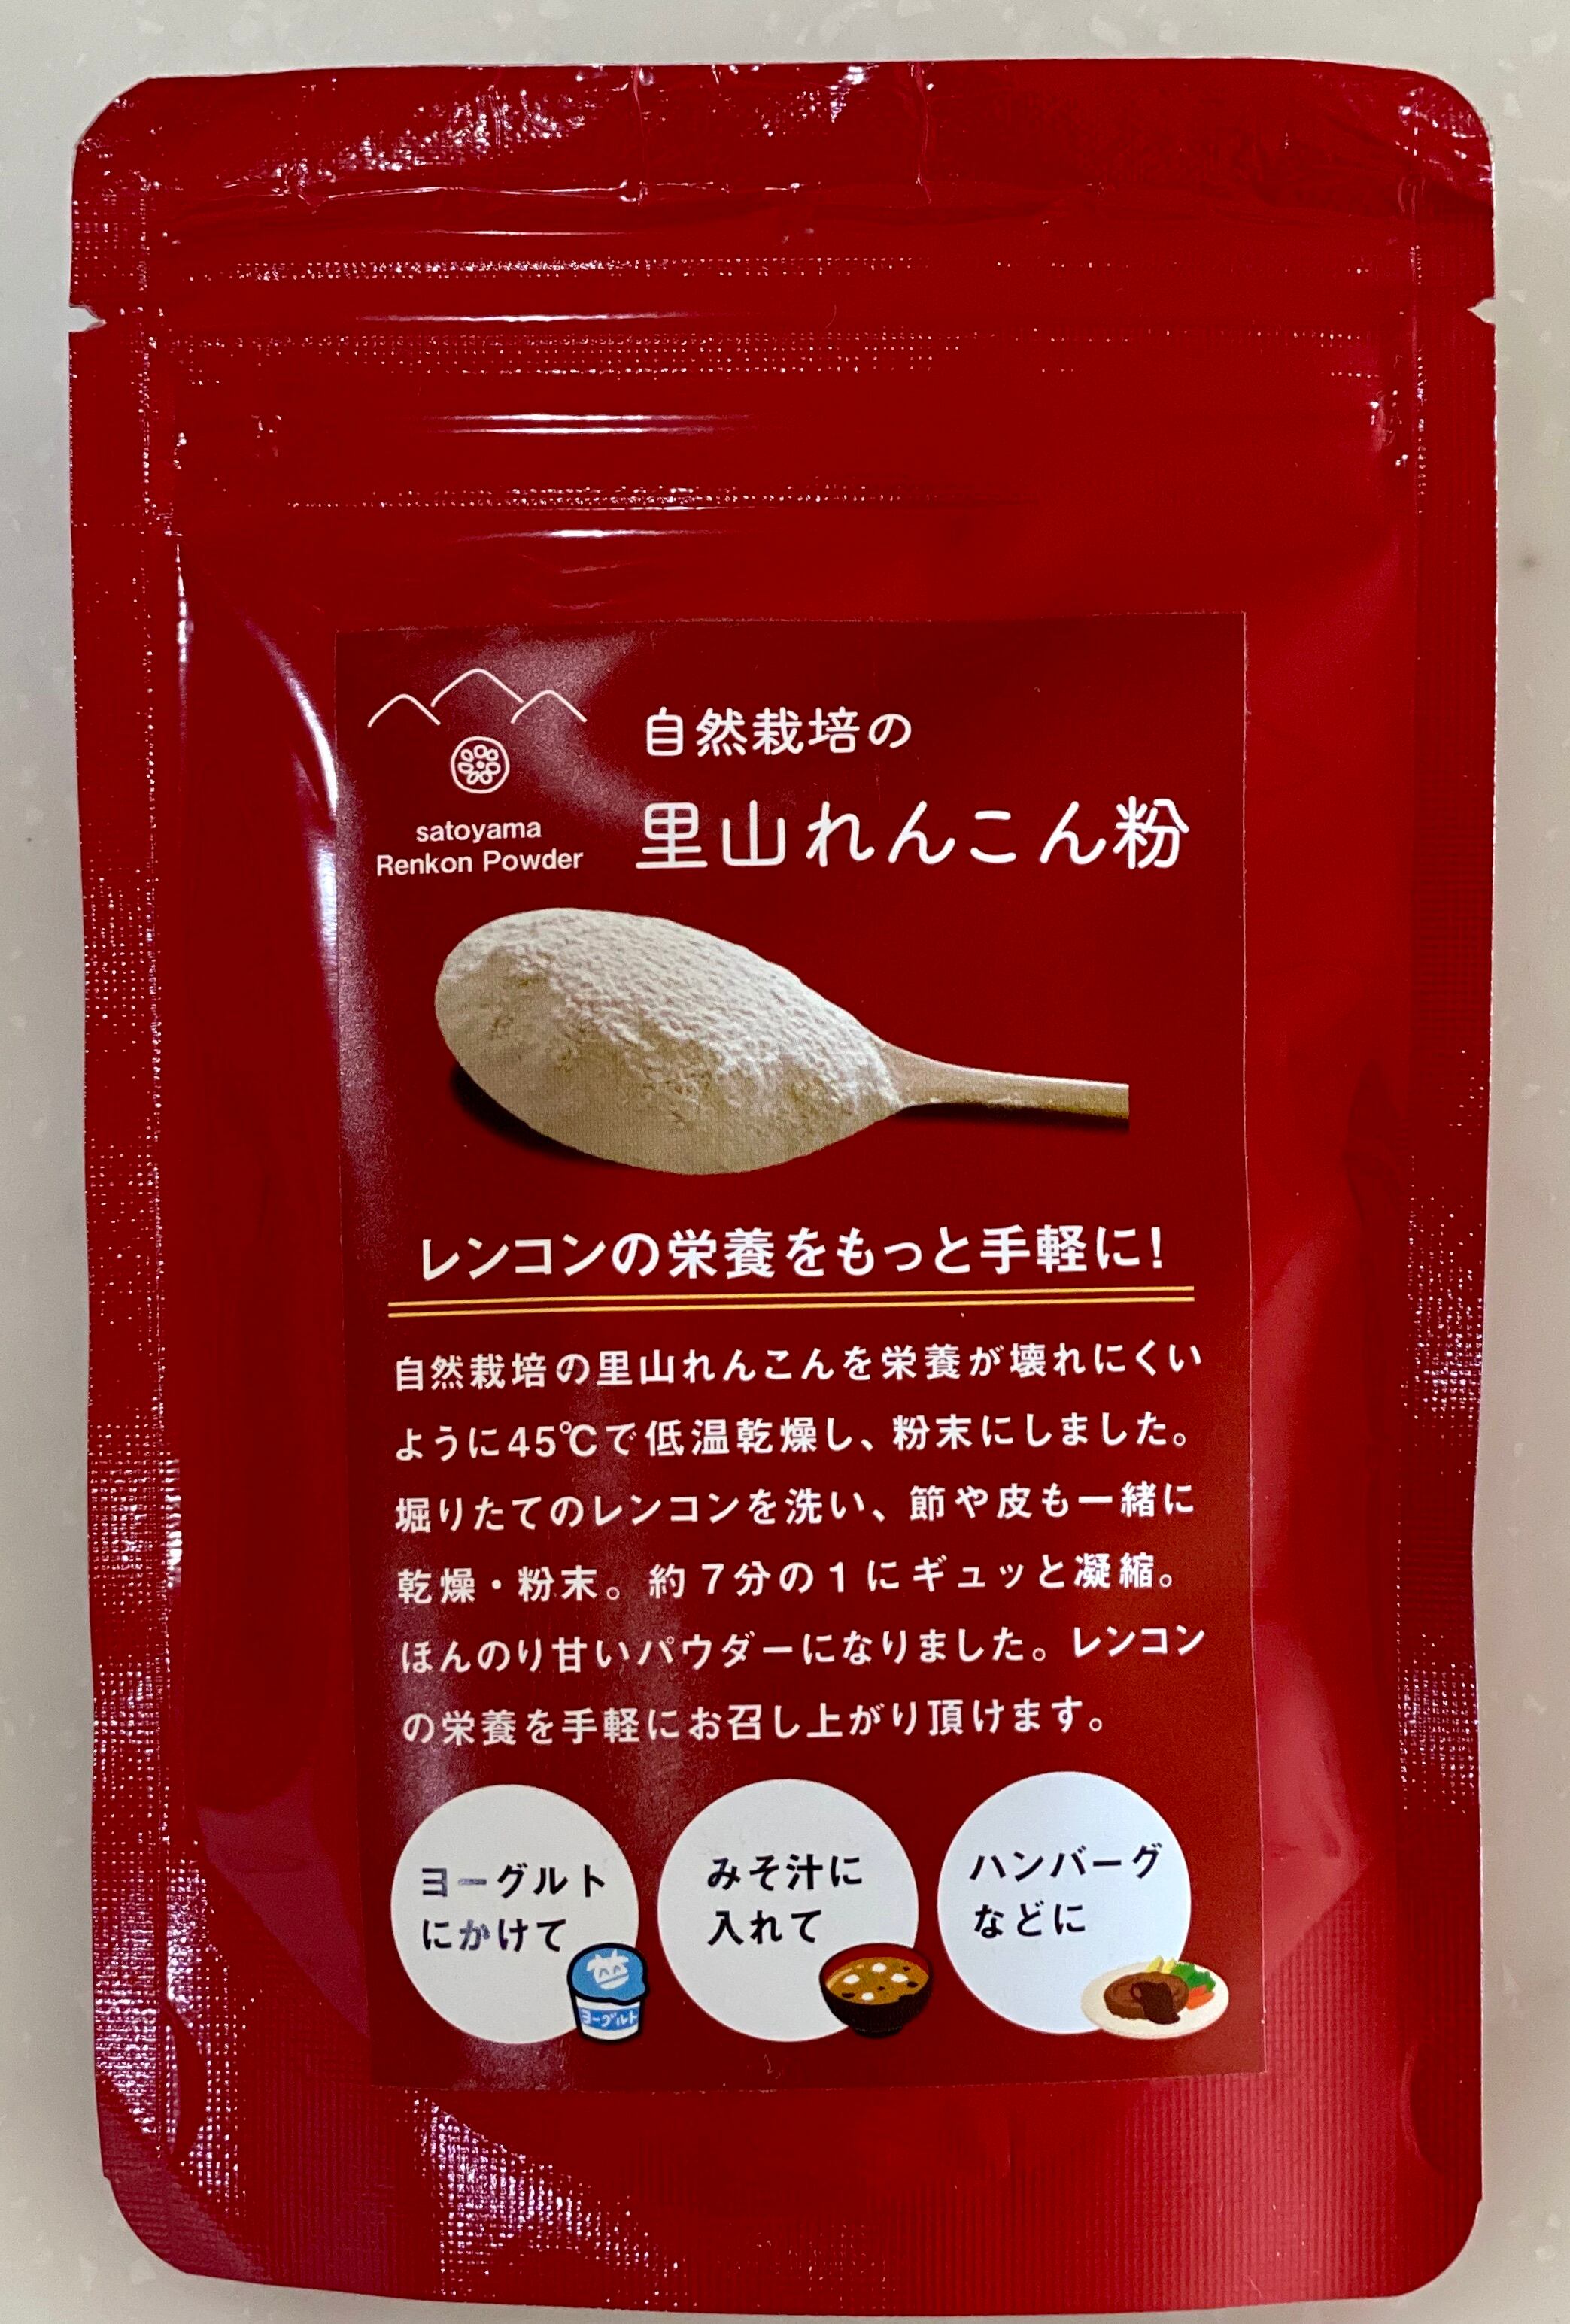 自然栽培の
里山れんこん粉
satoyama
Renkon Powder
レンコンの栄養をもっと手軽に!
自然栽培の里山れんこんを栄養が壊れにくい
ように45℃で低温乾燥し、粉末にしました。
堀りたてのレンコンを洗い、節や皮も一緒に
乾燥・粉末。約7分の1にギュッと凝縮。
ほんのり甘いパウダーになりました。レンコン
の栄養を手軽にお召し上がり頂けます。
ヨーグルト
にかけて
ヨーグルト
みそ汁に
入れて
ハンバーグ
などに